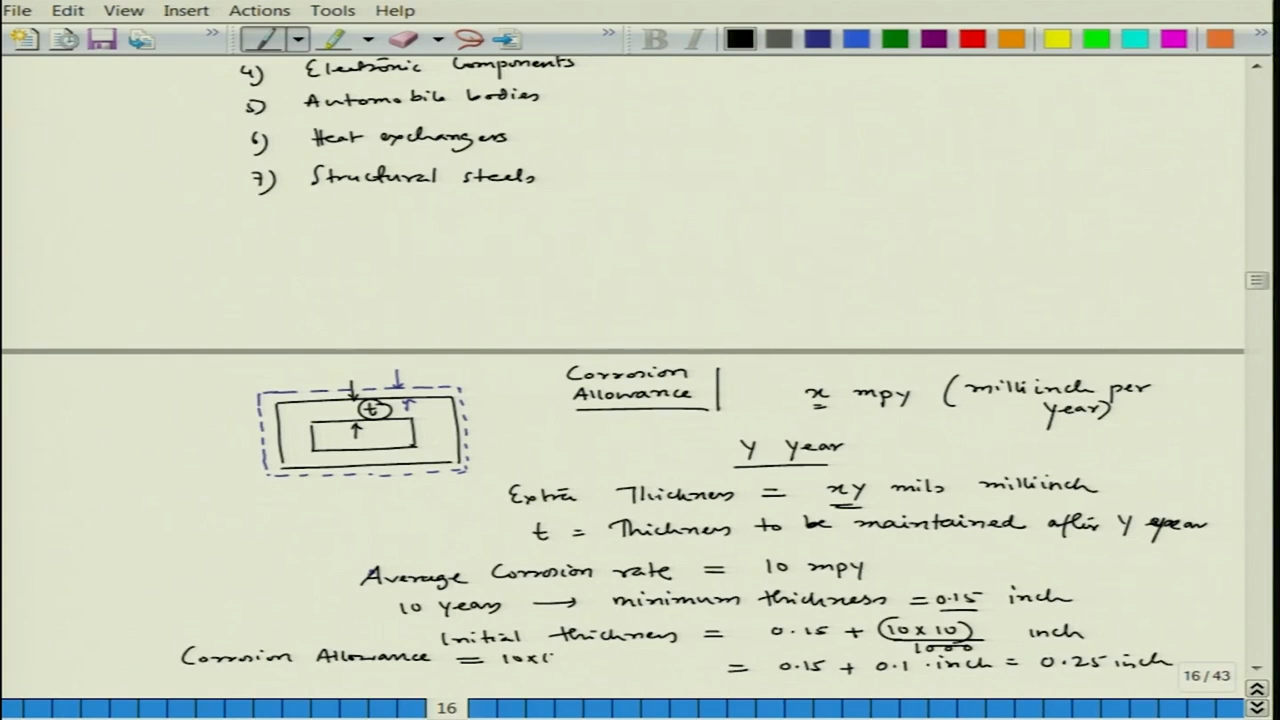 File Edit View Insert Actions Tools Help
B I
4) Electronic Components
5) Automobile bodies
6) Heat exchangers
7) Structural steels
Corrosion Allowance
x mpy (milliinch per year)
t
Y Year
Extra Thickness = xy mils milliinch
t = Thickness to be maintained after Y
Average Corrosion rate = 10 mpy
10 years → minimum thickness = 0.15 inch
Initial thickness = 0.15 + (10 x 10)/1000 inch
Corrosion Allowance = 10x
= 0.15 + 0.1 inch = 0.25 inch
16/43
16